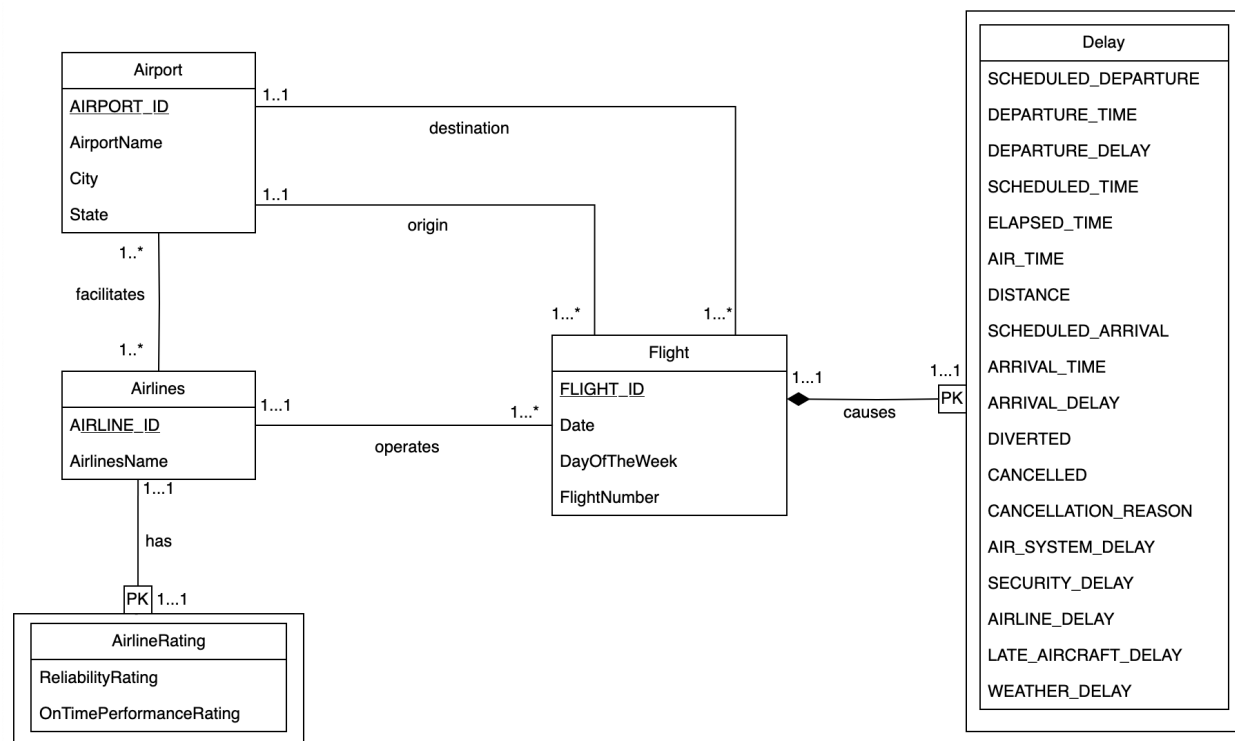 Airport
AIRPORT_ID
AirportName
City
State
1..1
destination
1..1
origin
1..*
facilitates
1..*
1...*
1...*
Airlines
AIRLINE_ID
AirlinesName
1...1
operates
1...*
Flight
FLIGHT_ID
Date
DayOfTheWeek
FlightNumber
1...1
causes
1...1
PK
1...1
has
PK
1...1
AirlineRating
ReliabilityRating
OnTimePerformanceRating
Delay
SCHEDULED_DEPARTURE
DEPARTURE_TIME
DEPARTURE_DELAY
SCHEDULED_TIME
ELAPSED_TIME
AIR_TIME
DISTANCE
SCHEDULED_ARRIVAL
ARRIVAL_TIME
ARRIVAL_DELAY
DIVERTED
CANCELLED
CANCELLATION_REASON
AIR_SYSTEM_DELAY
SECURITY_DELAY
AIRLINE_DELAY
LATE_AIRCRAFT_DELAY
WEATHER_DELAY